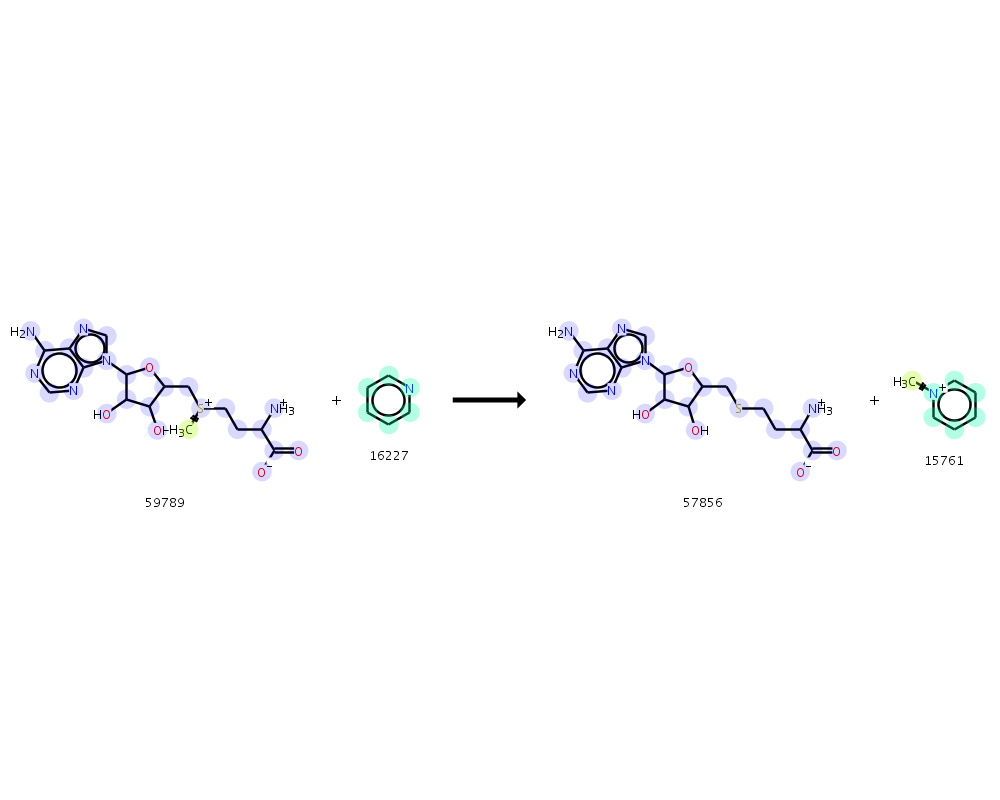 H₂N N N N N O HO OH H₃C S⁺ NH₃⁺ O O⁻
59789
+
N
16227
H₂N N N N N O HO OH S NH₃⁺ O O⁻
57856
+
H₃C N⁺
15761